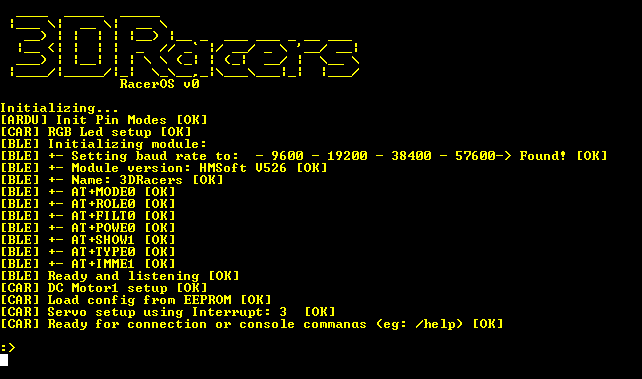 3DRacers
RacerOS v0
Initializing...
[ARDU] Init Pin Modes [OK]
[CAR] RGB Led setup [OK]
[BLE] Initializing module:
[BLE] +- Setting baud rate to:  - 9600 - 19200 - 38400 - 57600-> Found! [OK]
[BLE] +- Module version: HMSoft V526 [OK]
[BLE] +- Name: 3DRacers [OK]
[BLE] +- AT+MODE0 [OK]
[BLE] +- AT+ROLE0 [OK]
[BLE] +- AT+FILT0 [OK]
[BLE] +- AT+POWE0 [OK]
[BLE] +- AT+SHOW1 [OK]
[BLE] +- AT+TYPE0 [OK]
[BLE] +- AT+IMME1 [OK]
[BLE] Ready and listening [OK]
[CAR] DC Motor1 setup [OK]
[CAR] Load config from EEPROM [OK]
[CAR] Servo setup using Interrupt: 3  [OK]
[CAR] Ready for connection or console commands (eg: /help) [OK]
:>